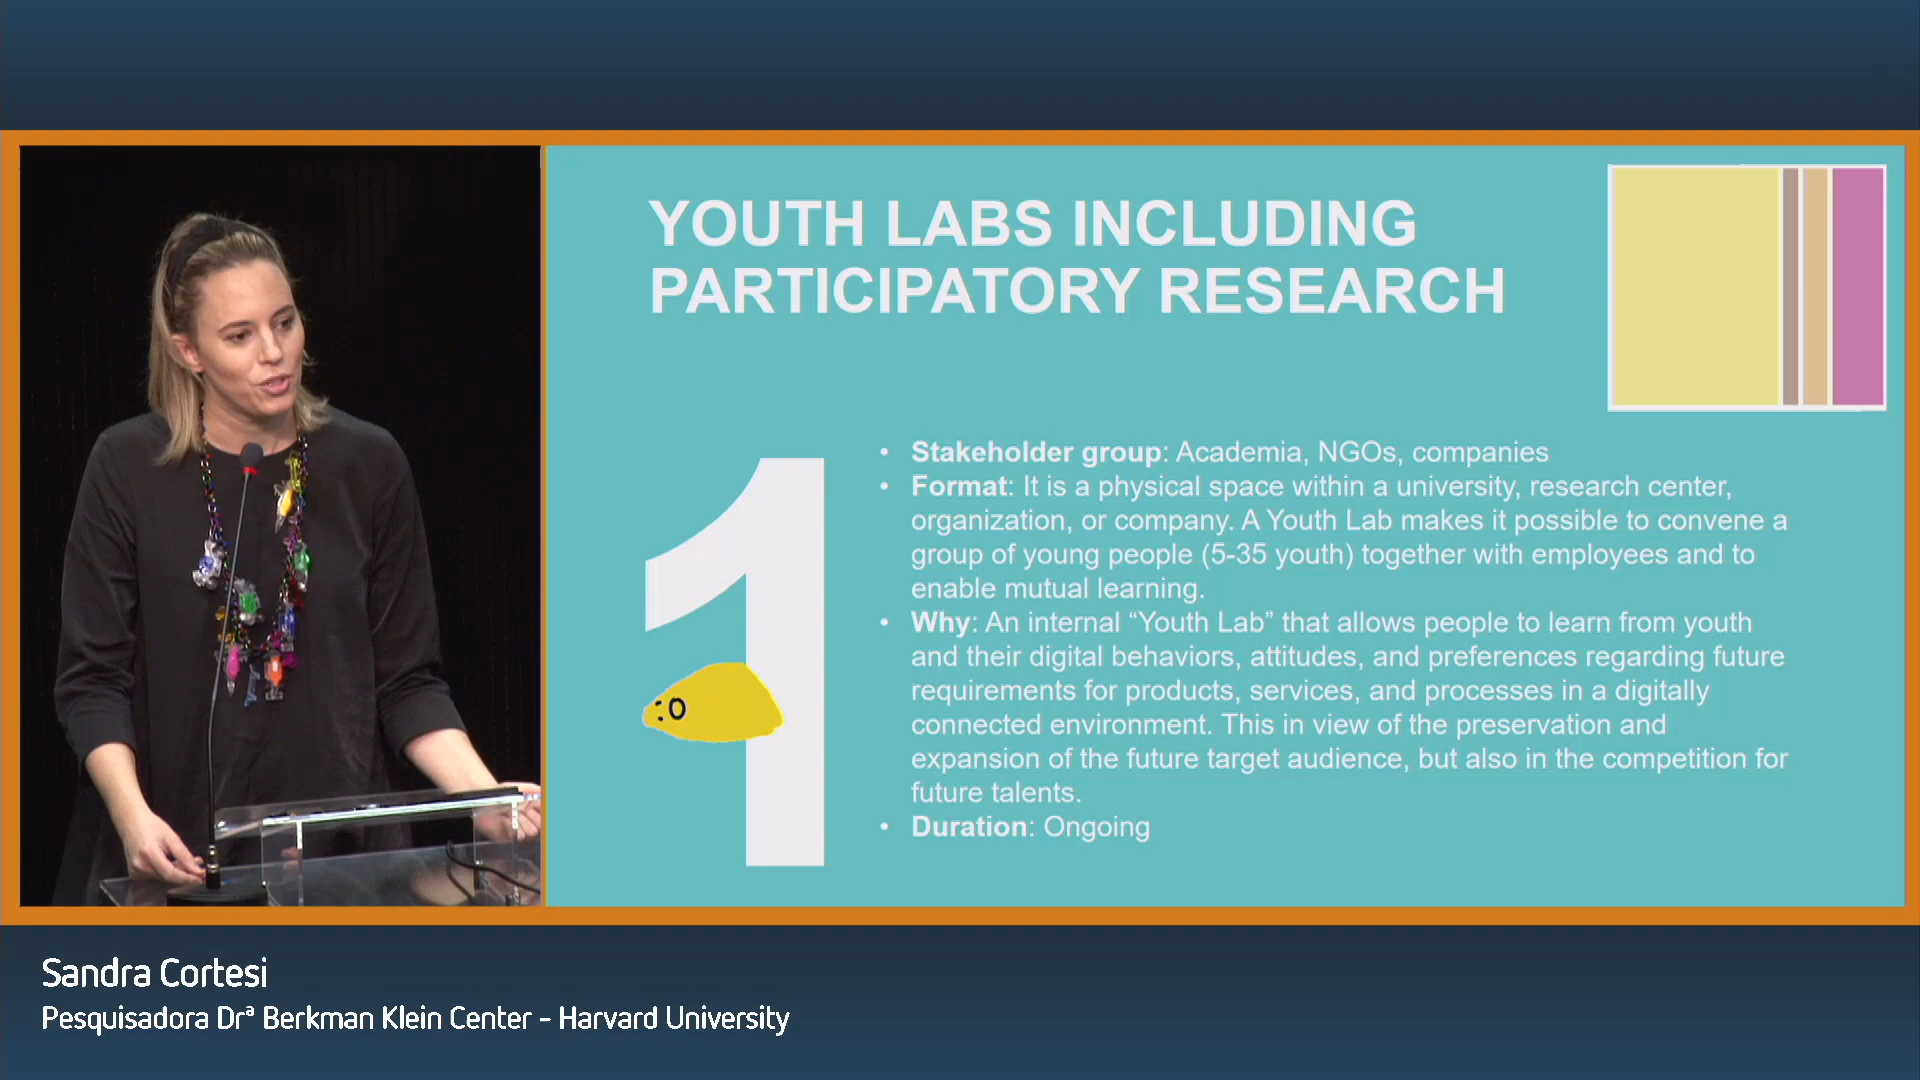 YOUTH LABS INCLUDING
PARTICIPATORY RESEARCH
1
• Stakeholder group: Academia, NGOs, companies
• Format: It is a physical space within a university, research center,
organization, or company. A Youth Lab makes it possible to convene a
group of young people (5-35 youth) together with employees and to
enable mutual learning.
• Why: An internal “Youth Lab” that allows people to learn from youth
and their digital behaviors, attitudes, and preferences regarding future
requirements for products, services, and processes in a digitally
connected environment. This in view of the preservation and
expansion of the future target audience, but also in the competition for
future talents.
• Duration: Ongoing
Sandra Cortesi
Pesquisadora Drª Berkman Klein Center - Harvard University